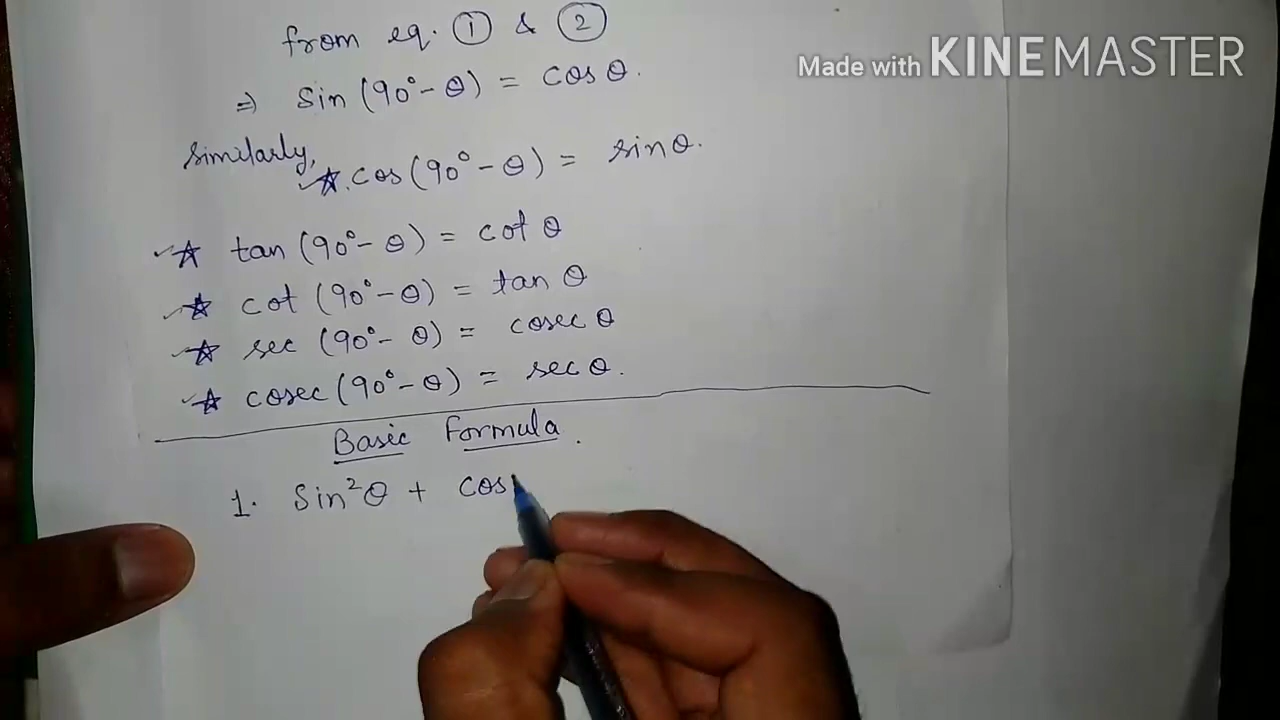 from eq. ① & ②
Made with KINEMASTER
⇒ Sin (90° - θ) = cos θ.
Similarly, ☆. cos (90° - θ) = sin θ.
☆ tan (90° - θ) = cot θ
☆ cot (90° - θ) = tan θ
☆ sec (90° - θ) = cosec θ
☆ cosec (90° - θ) = sec θ.
Basic Formula.
1. Sin²θ + cos